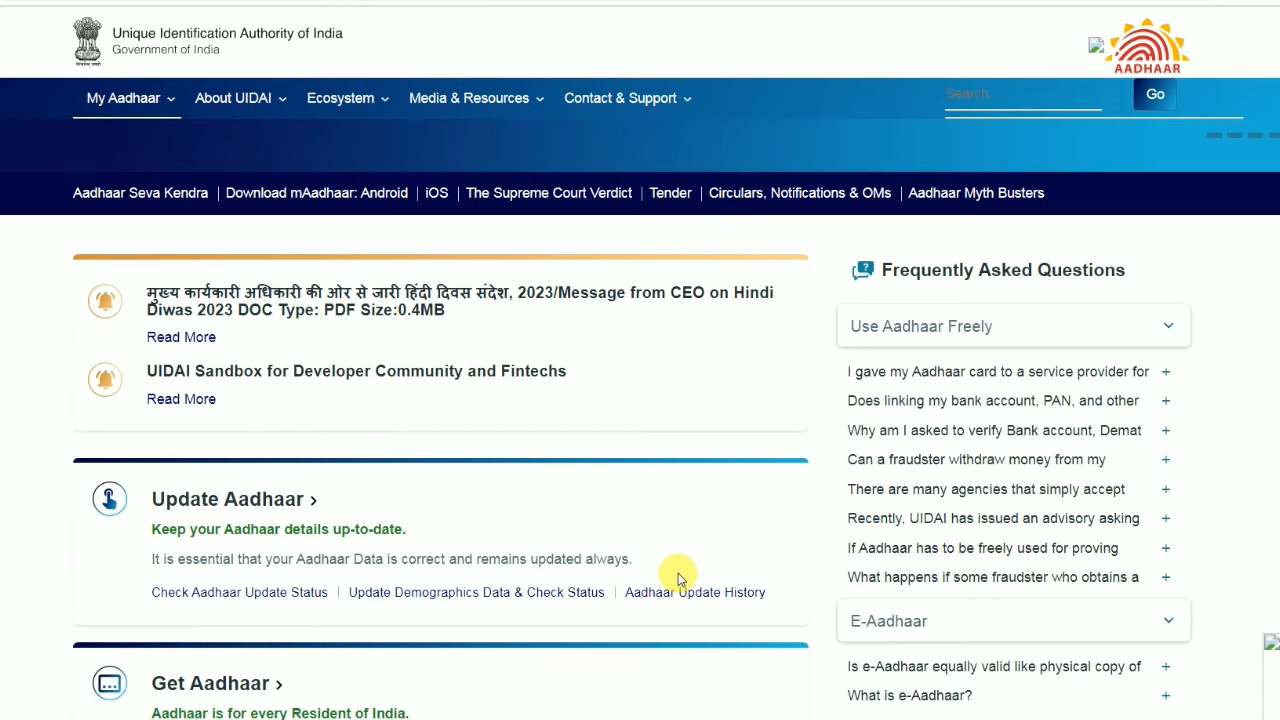 Unique Identification Authority of India
Government of India
AADHAAR
My Aadhaar
About UIDAI
Ecosystem
Media & Resources
Contact & Support
Search
Go
Aadhaar Seva Kendra | Download mAadhaar: Android | iOS | The Supreme Court Verdict | Tender | Circulars, Notifications & OMs | Aadhaar Myth Busters
मुख्य कार्यकारी अधिकारी की ओर से जारी हिंदी दिवस संदेश, 2023/Message from CEO on Hindi
Diwas 2023 DOC Type: PDF Size:0.4MB
Read More
UIDAI Sandbox for Developer Community and Fintechs
Read More
Update Aadhaar ›
Keep your Aadhaar details up-to-date.
It is essential that your Aadhaar Data is correct and remains updated always.
Check Aadhaar Update Status | Update Demographics Data & Check Status | Aadhaar Update History
Get Aadhaar ›
Aadhaar is for every Resident of India.
Frequently Asked Questions
Use Aadhaar Freely
I gave my Aadhaar card to a service provider for +
Does linking my bank account, PAN, and other +
Why am I asked to verify Bank account, Demat +
Can a fraudster withdraw money from my +
There are many agencies that simply accept +
Recently, UIDAI has issued an advisory asking +
If Aadhaar has to be freely used for proving +
What happens if some fraudster who obtains a +
E-Aadhaar
Is e-Aadhaar equally valid like physical copy of +
What is e-Aadhaar? +